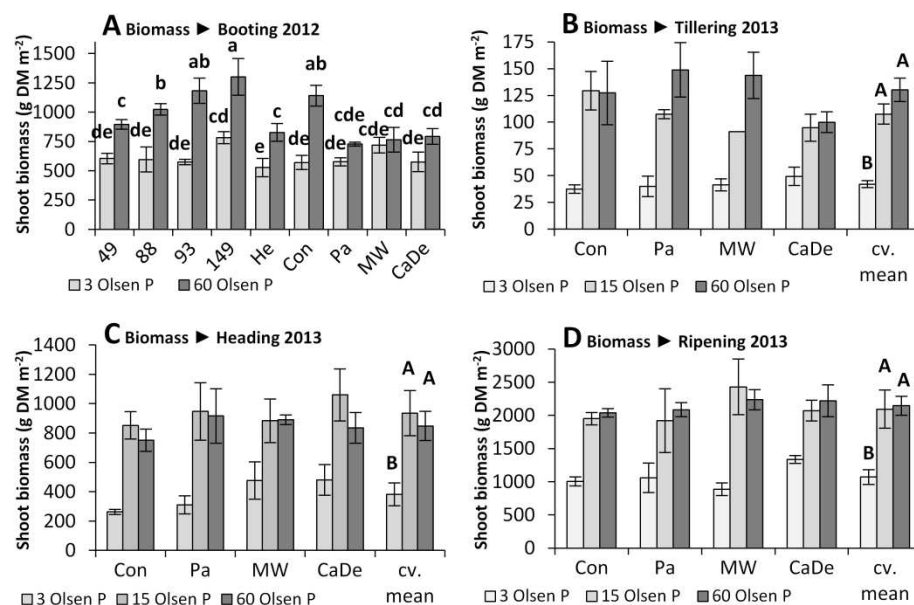 A Biomass ► Booting 2012
Shoot biomass (g DM m⁻²)
1500
1250
1000
750
500
250
0
de c de b de ab cd a e c de ab de cde cde cd de cd
49 88 93 149 He Con Pa MW CaDe
3 Olsen P 60 Olsen P
B Biomass ► Tillering 2013
Shoot biomass (g DM m⁻²)
175
150
125
100
75
50
25
0
B A A
Con Pa MW CaDe cv.
mean
3 Olsen P 15 Olsen P 60 Olsen P
C Biomass ► Heading 2013
Shoot biomass (g DM m⁻²)
1400
1200
1000
800
600
400
200
0
B A A
Con Pa MW CaDe cv.
mean
3 Olsen P 15 Olsen P 60 Olsen P
D Biomass ► Ripening 2013
Shoot biomass (g DM m⁻²)
3000
2500
2000
1500
1000
500
0
B A A
Con Pa MW CaDe cv.
mean
3 Olsen P 15 Olsen P 60 Olsen P